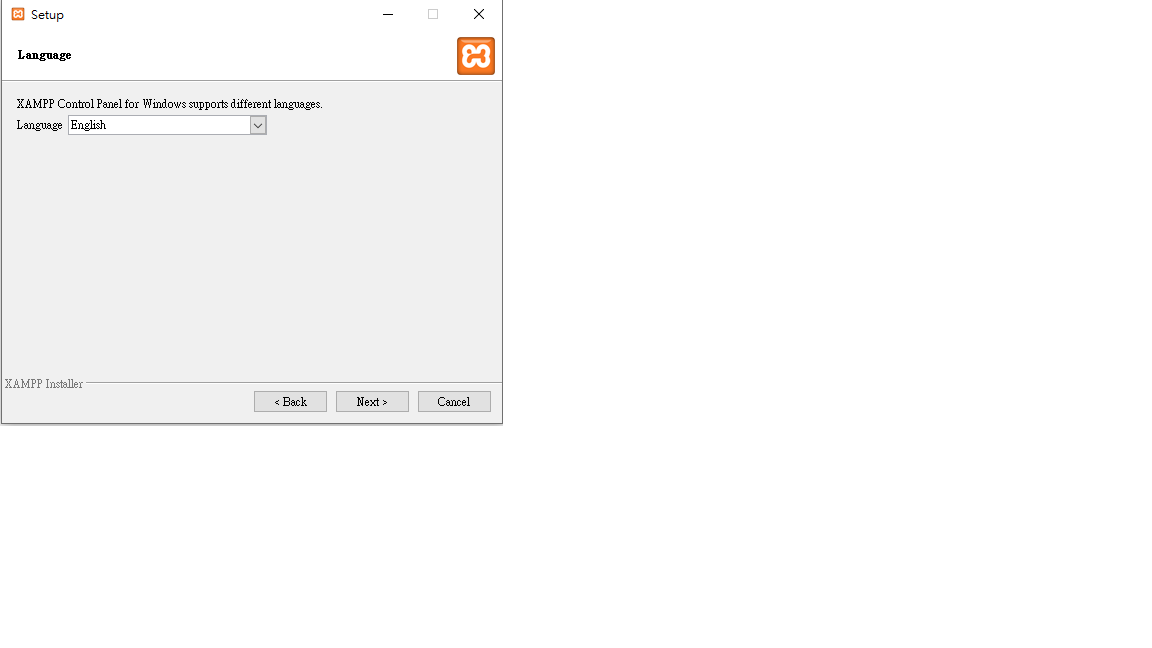 Setup
Language
XAMPP Control Panel for Windows supports different languages.
Language English
XAMPP Installer
< Back Next > Cancel